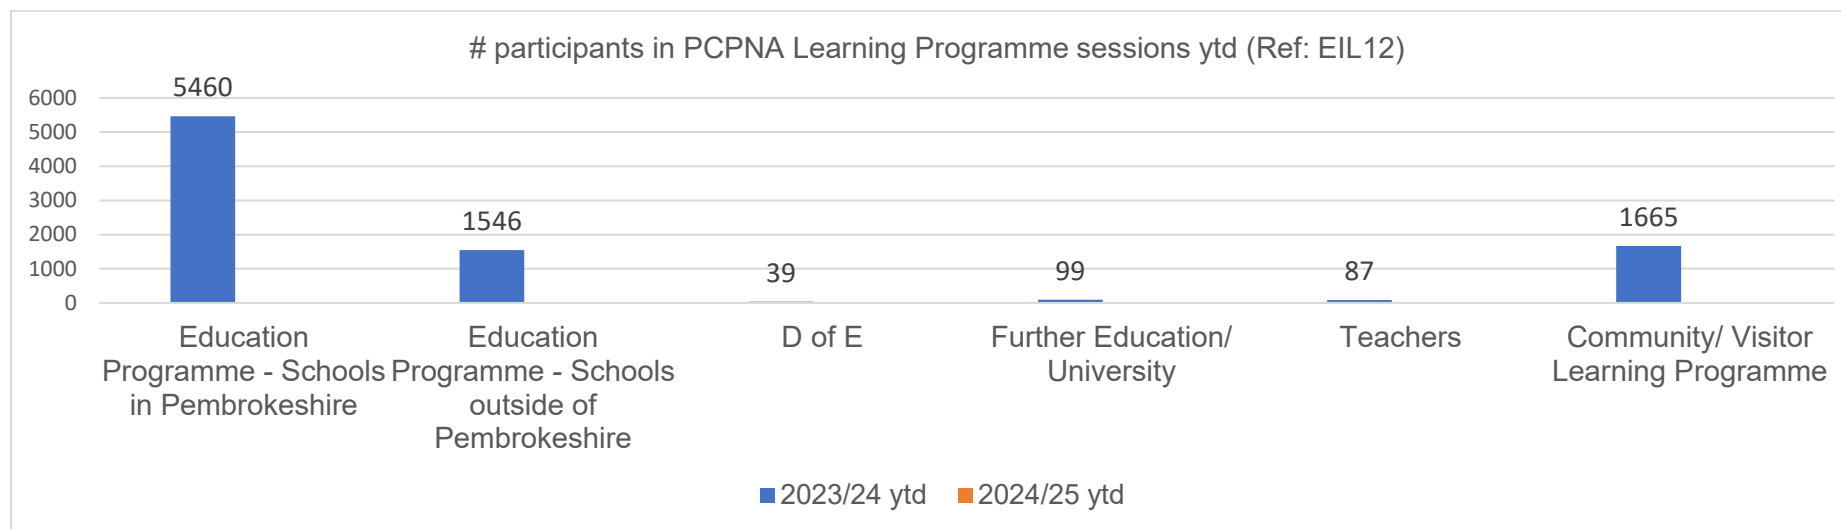 # participants in PCPNA Learning Programme sessions ytd (Ref: EIL12)
6000
5000
4000
3000
2000
1000
0
5460
1546
39
99
87
1665
Education
Programme - Schools
in Pembrokeshire
Education
Programme - Schools
outside of
Pembrokeshire
D of E
Further Education/
University
Teachers
Community/ Visitor
Learning Programme
2023/24 ytd
2024/25 ytd